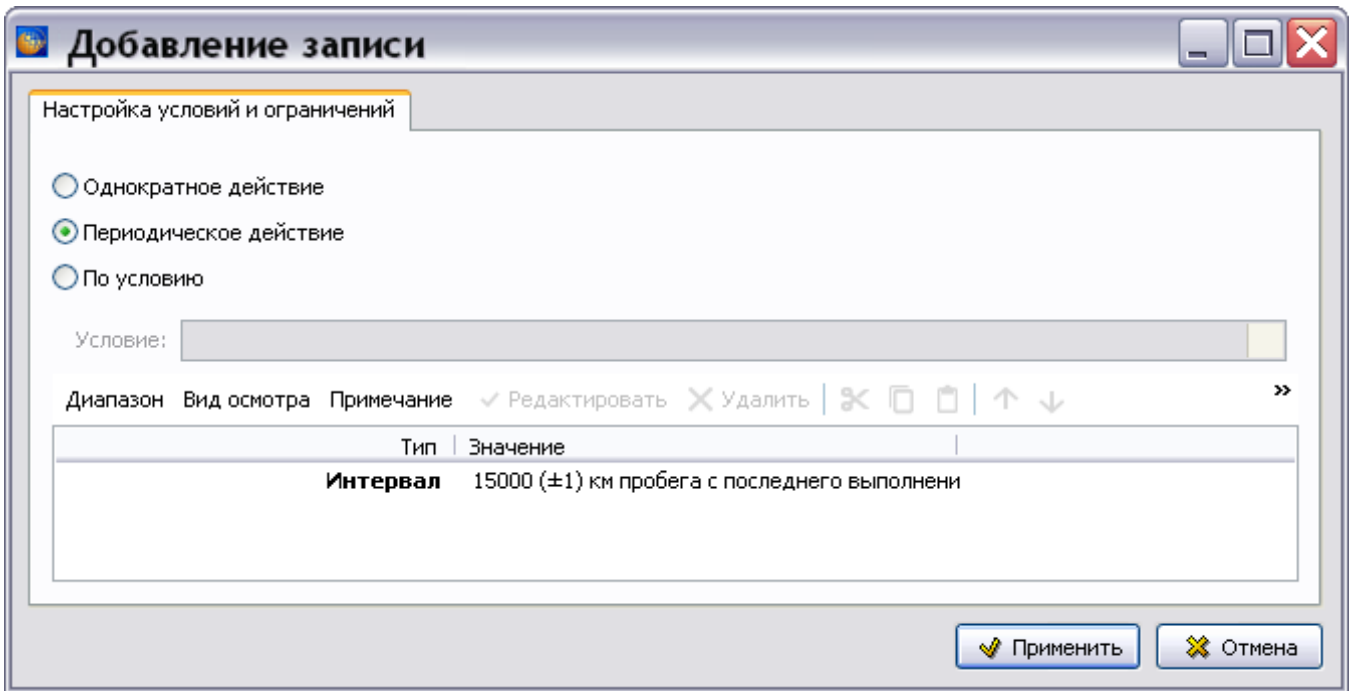 Добавление записи
Настройка условий и ограничений
Однократное действие
Периодическое действие
По условию
Условие:
Диапазон Вид осмотра Примечание Редактировать Удалить »
Тип Значение
Интервал 15000 (±1) км пробега с последнего выполнени
Применить Отмена